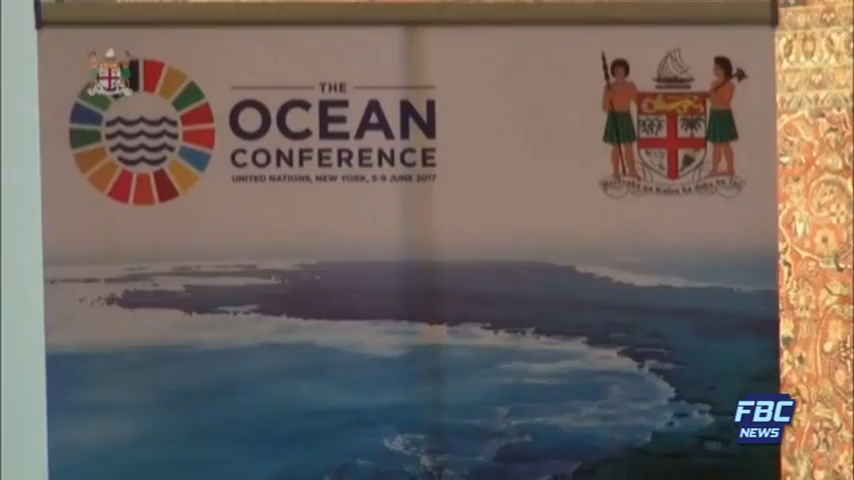 THE
OCEAN
CONFERENCE
UNITED NATIONS, NEW YORK, 5-9 JUNE 2017
FBC
NEWS